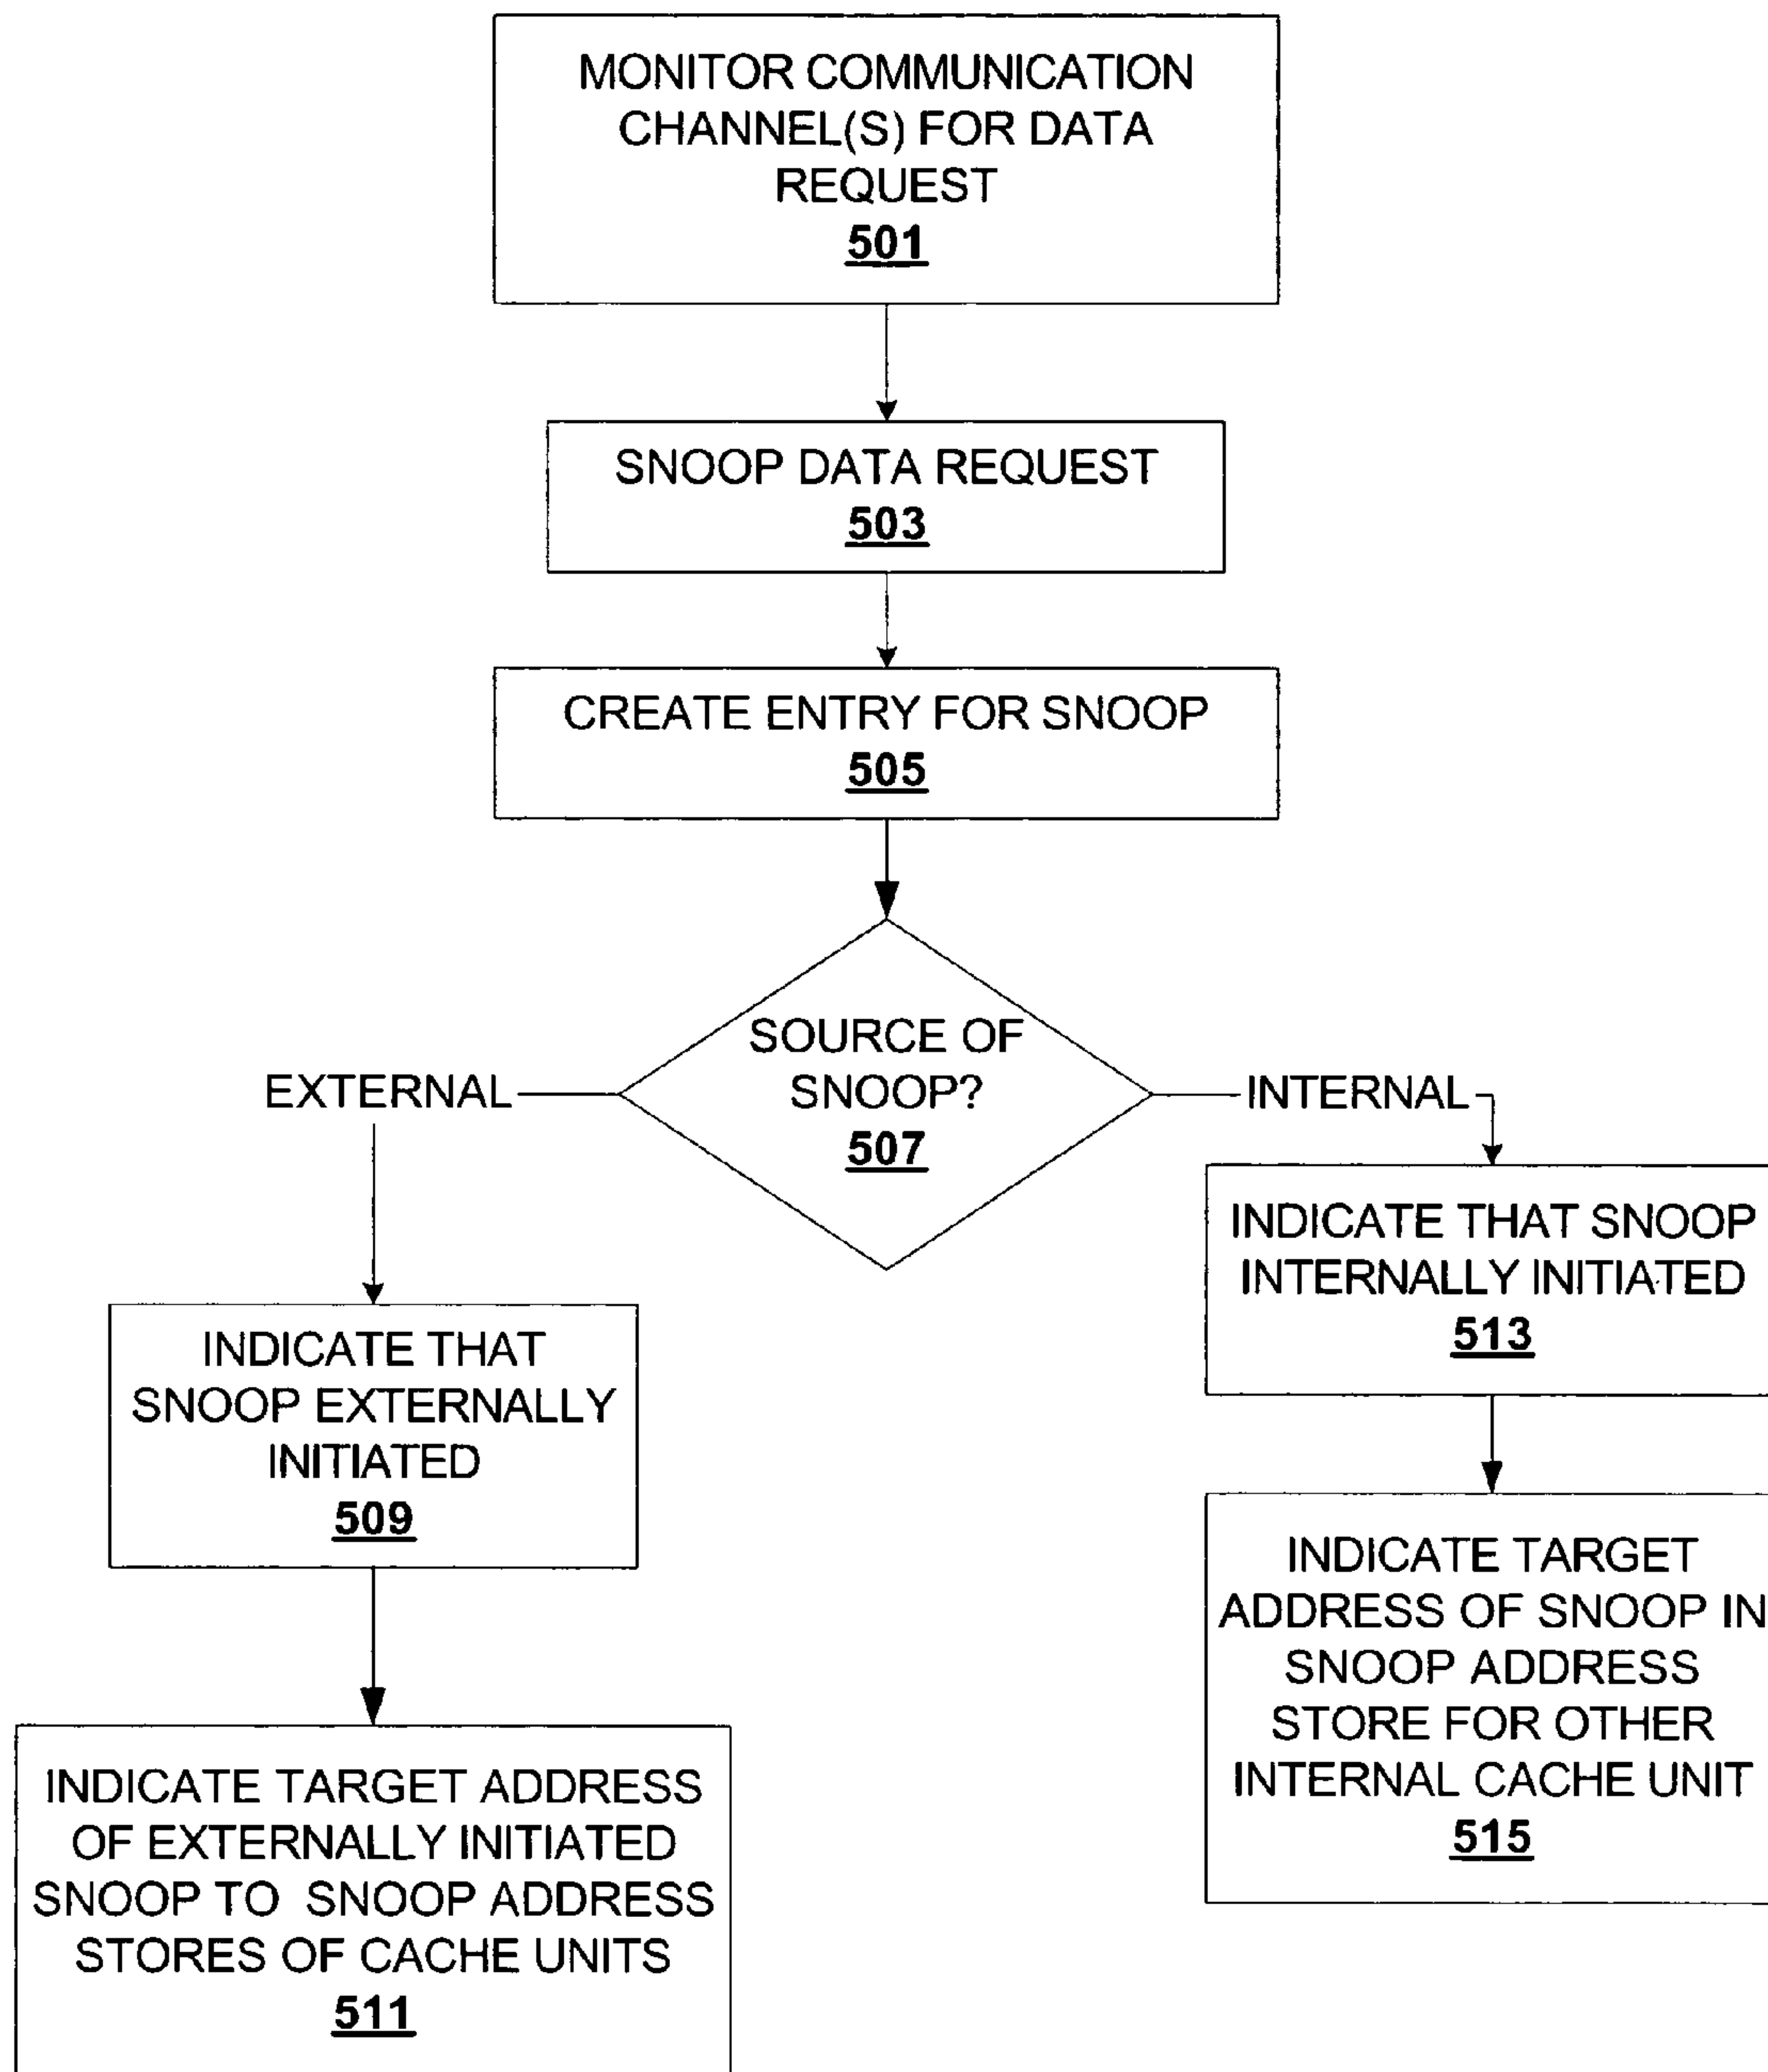 MONITOR COMMUNICATION
CHANNEL(S) FOR DATA
REQUEST
501
SNOOP DATA REQUEST
503
CREATE ENTRY FOR SNOOP
505
SOURCE OF
SNOOP?
507
EXTERNAL
INTERNAL
INDICATE THAT
SNOOP EXTERNALLY
INITIATED
509
INDICATE TARGET ADDRESS
OF EXTERNALLY INITIATED
SNOOP TO SNOOP ADDRESS
STORES OF CACHE UNITS
511
INDICATE THAT SNOOP
INTERNALLY INITIATED
513
INDICATE TARGET
ADDRESS OF SNOOP IN
SNOOP ADDRESS
STORE FOR OTHER
INTERNAL CACHE UNIT
515